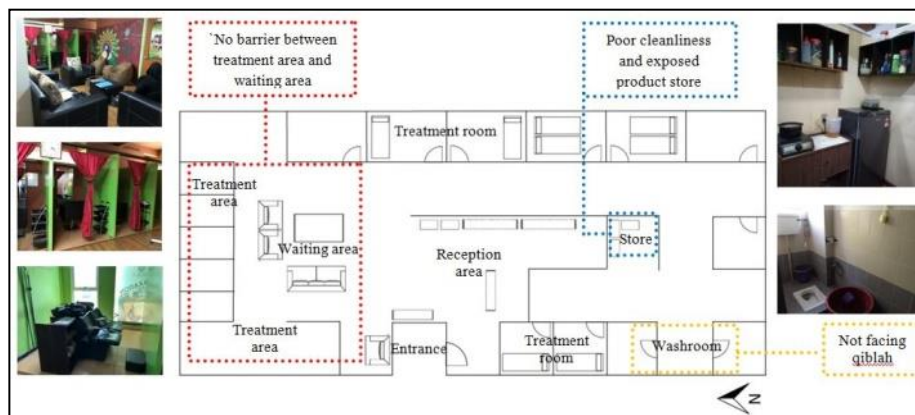 `No barrier between
treatment area and
waiting area
Poor cleanliness
and exposed
product store
Treatment room
Treatment
area
Waiting area
Reception
area
Store
Treatment
area
Entrance
Treatment
room
Washroom
Not facing
qiblah
N